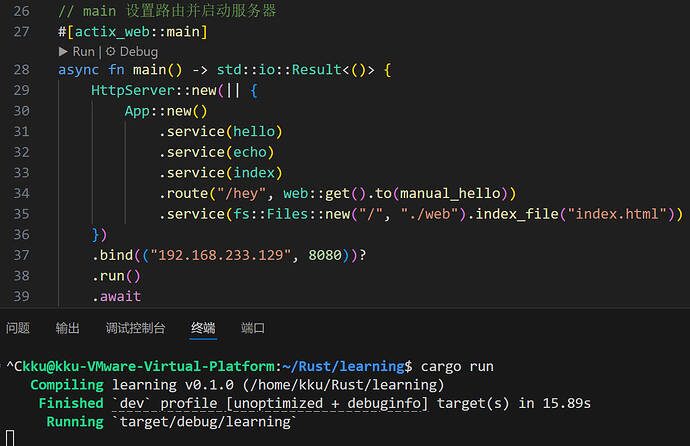 26 // main 设置路由并启动服务器
27 #[actix_web::main]
▶ Run | ⚙ Debug
28 async fn main() -> std::io::Result<()> {
29 HttpServer::new(|| {
30 App::new()
31 .service(hello)
32 .service(echo)
33 .service(index)
34 .route("/hey", web::get().to(manual_hello))
35 .service(fs::Files::new("/", "./web").index_file("index.html"))
36 })
37 .bind(("192.168.233.129", 8080))?
38 .run()
39 .await
问题 输出 调试控制台 终端 端口
^Ckku@kku-VMware-Virtual-Platform:~/Rust/learning$ cargo run
Compiling learning v0.1.0 (/home/kku/Rust/learning)
Finished `dev` profile [unoptimized + debuginfo] target(s) in 15.89s
Running `target/debug/learning`